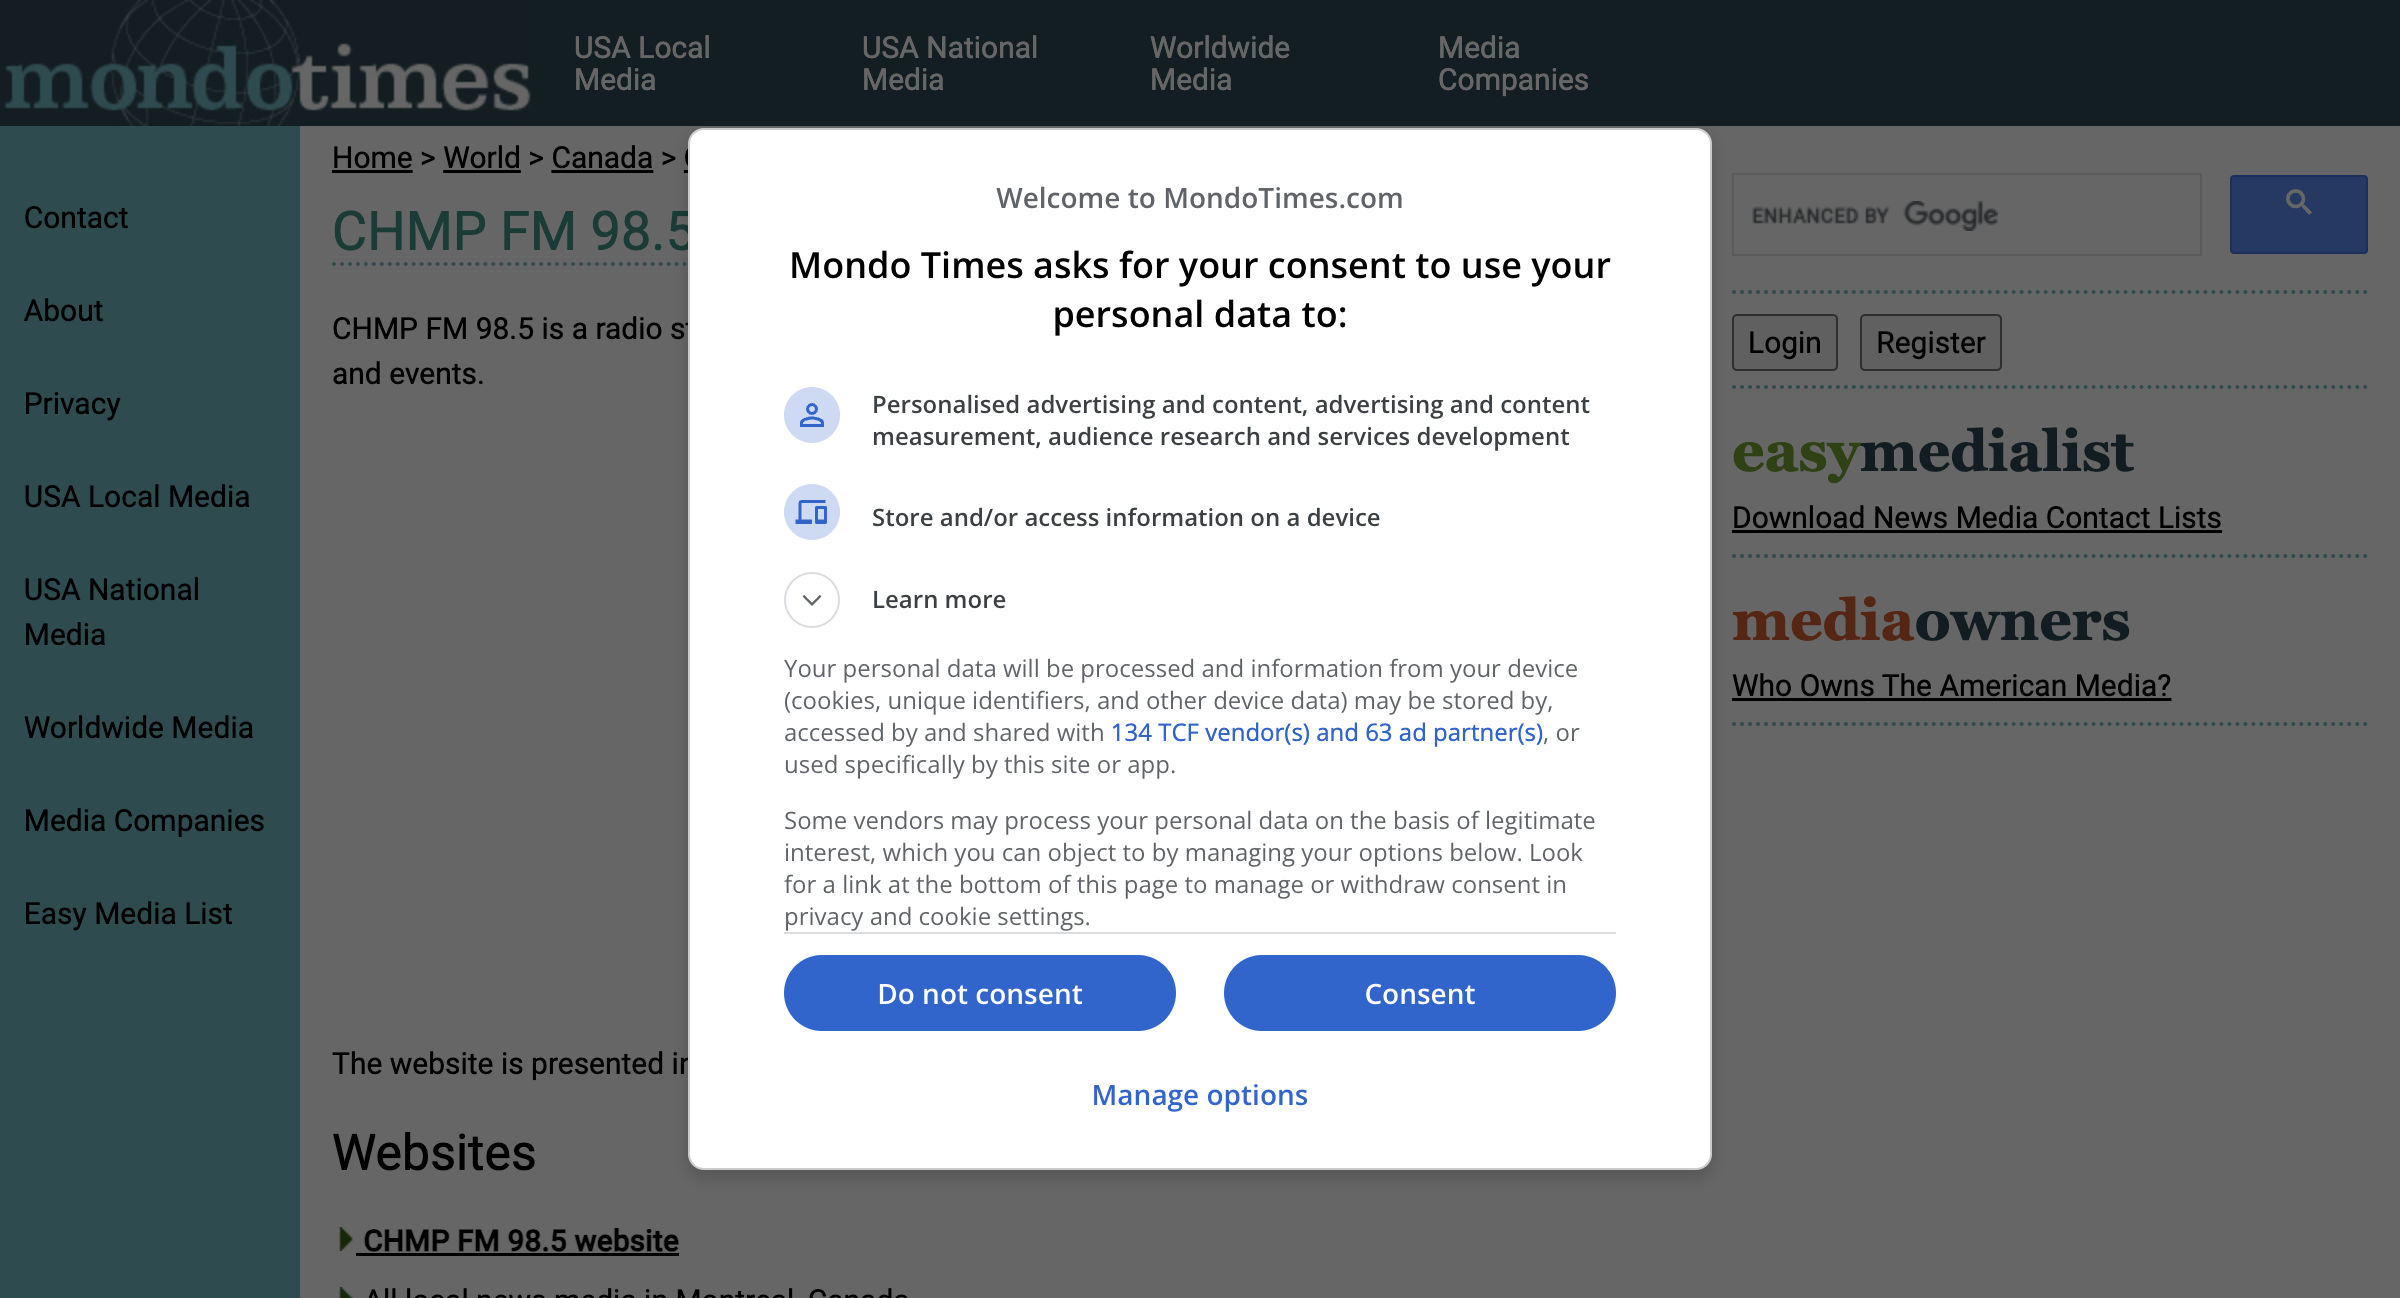 mondotimes
USA Local
Media
USA National
Media
Worldwide
Media
Media
Companies
Contact
About
Privacy
USA Local Media
USA National
Media
Worldwide Media
Media Companies
Easy Media List
Home > World > Canada >
CHMP FM 98.5
CHMP FM 98.5 is a radio
and events.
The website is presented
Websites
CHMP FM 98.5 website
All local news media in Montreal, Canada
Welcome to MondoTimes.com
Mondo Times asks for your consent to use your
personal data to:
Personalised advertising and content, advertising and content
measurement, audience research and services development
Store and/or access information on a device
Learn more
Your personal data will be processed and information from your device
(cookies, unique identifiers, and other device data) may be stored by,
accessed by and shared with 134 TCF vendor(s) and 63 ad partner(s), or
used specifically by this site or app.
Some vendors may process your personal data on the basis of legitimate
interest, which you can object to by managing your options below. Look
for a link at the bottom of this page to manage or withdraw consent in
privacy and cookie settings.
Do not consent
Consent
Manage options
ENHANCED BY Google
Login
Register
easymedialist
Download News Media Contact Lists
mediaowners
Who Owns The American Media?